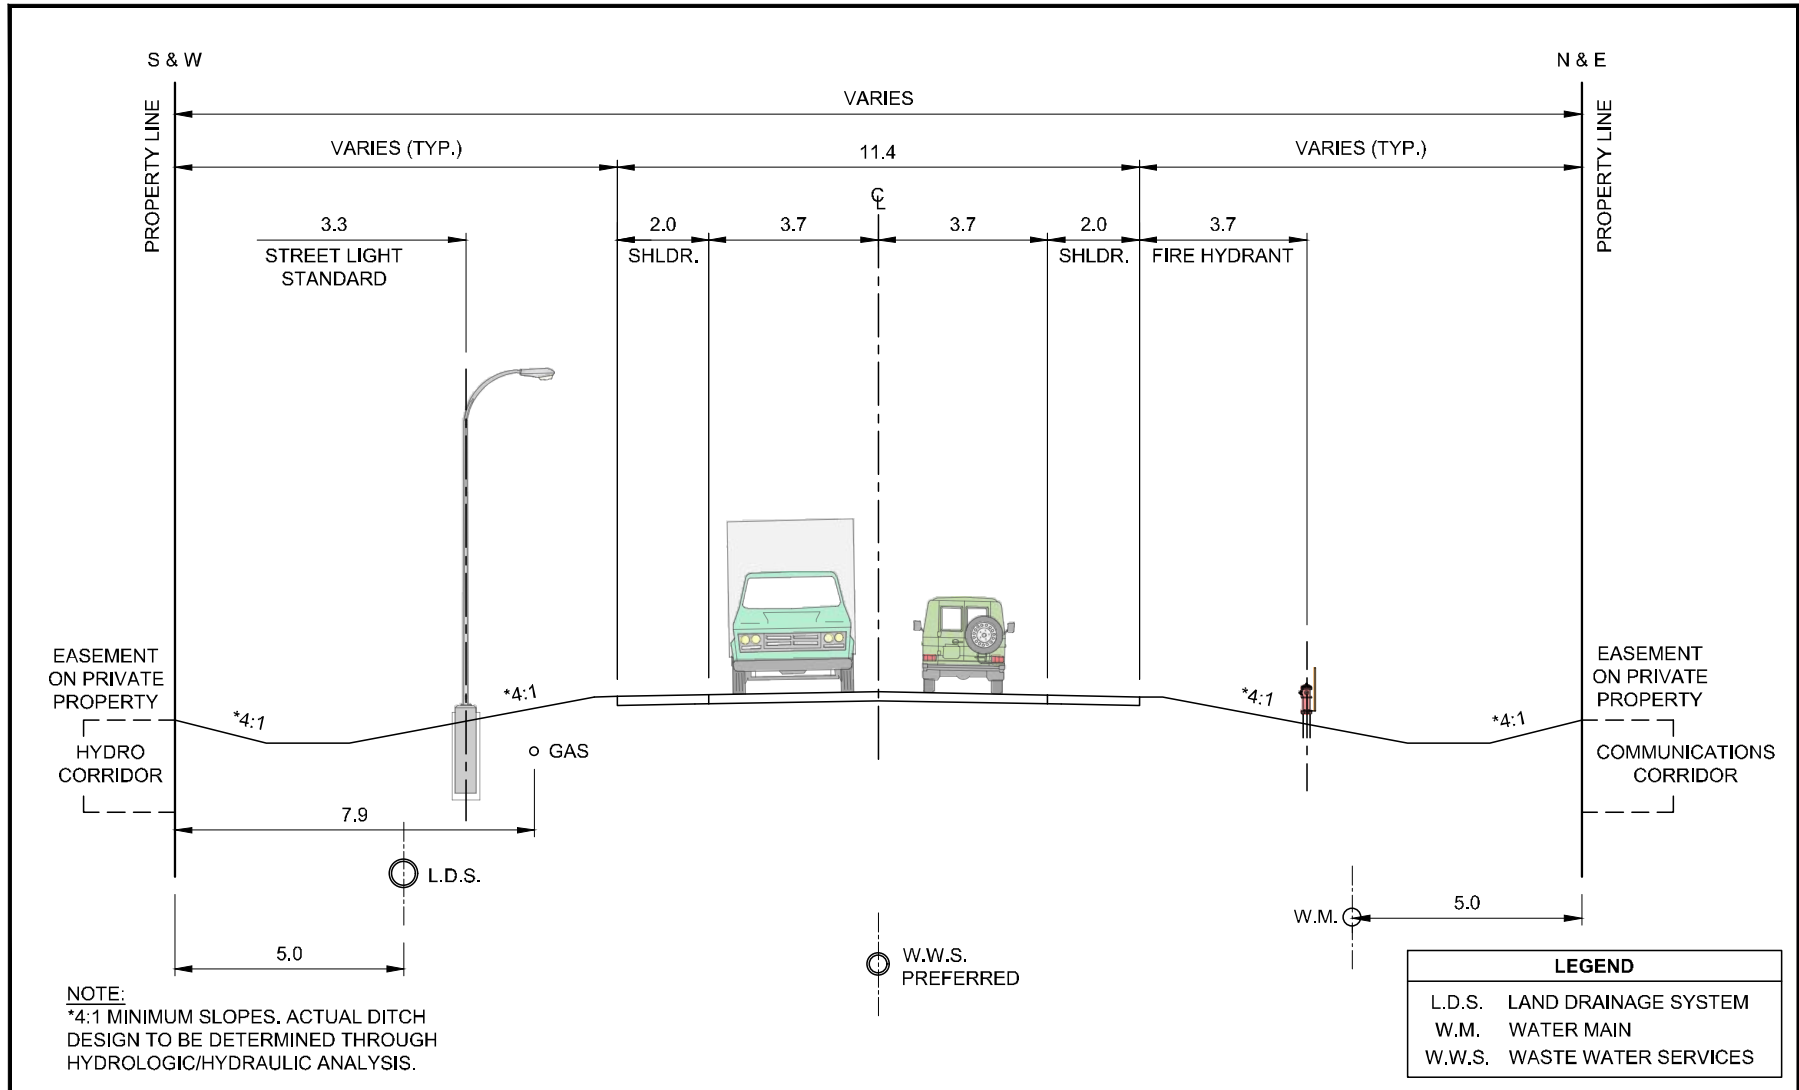 S & W
N & E
PROPERTY LINE
PROPERTY LINE
VARIES
VARIES (TYP.)
11.4
VARIES (TYP.)
℄
3.3
2.0
3.7
3.7
2.0
3.7
STREET LIGHT
STANDARD
SHLDR.
SHLDR.
FIRE HYDRANT
EASEMENT
ON PRIVATE
PROPERTY
*4:1
*4:1
*4:1
*4:1
EASEMENT
ON PRIVATE
PROPERTY
HYDRO
CORRIDOR
GAS
COMMUNICATIONS
CORRIDOR
7.9
L.D.S.
W.M.
5.0
5.0
W.W.S.
PREFERRED
NOTE:
*4:1 MINIMUM SLOPES. ACTUAL DITCH
DESIGN TO BE DETERMINED THROUGH
HYDROLOGIC/HYDRAULIC ANALYSIS.
LEGEND
L.D.S. LAND DRAINAGE SYSTEM
W.M. WATER MAIN
W.W.S. WASTE WATER SERVICES